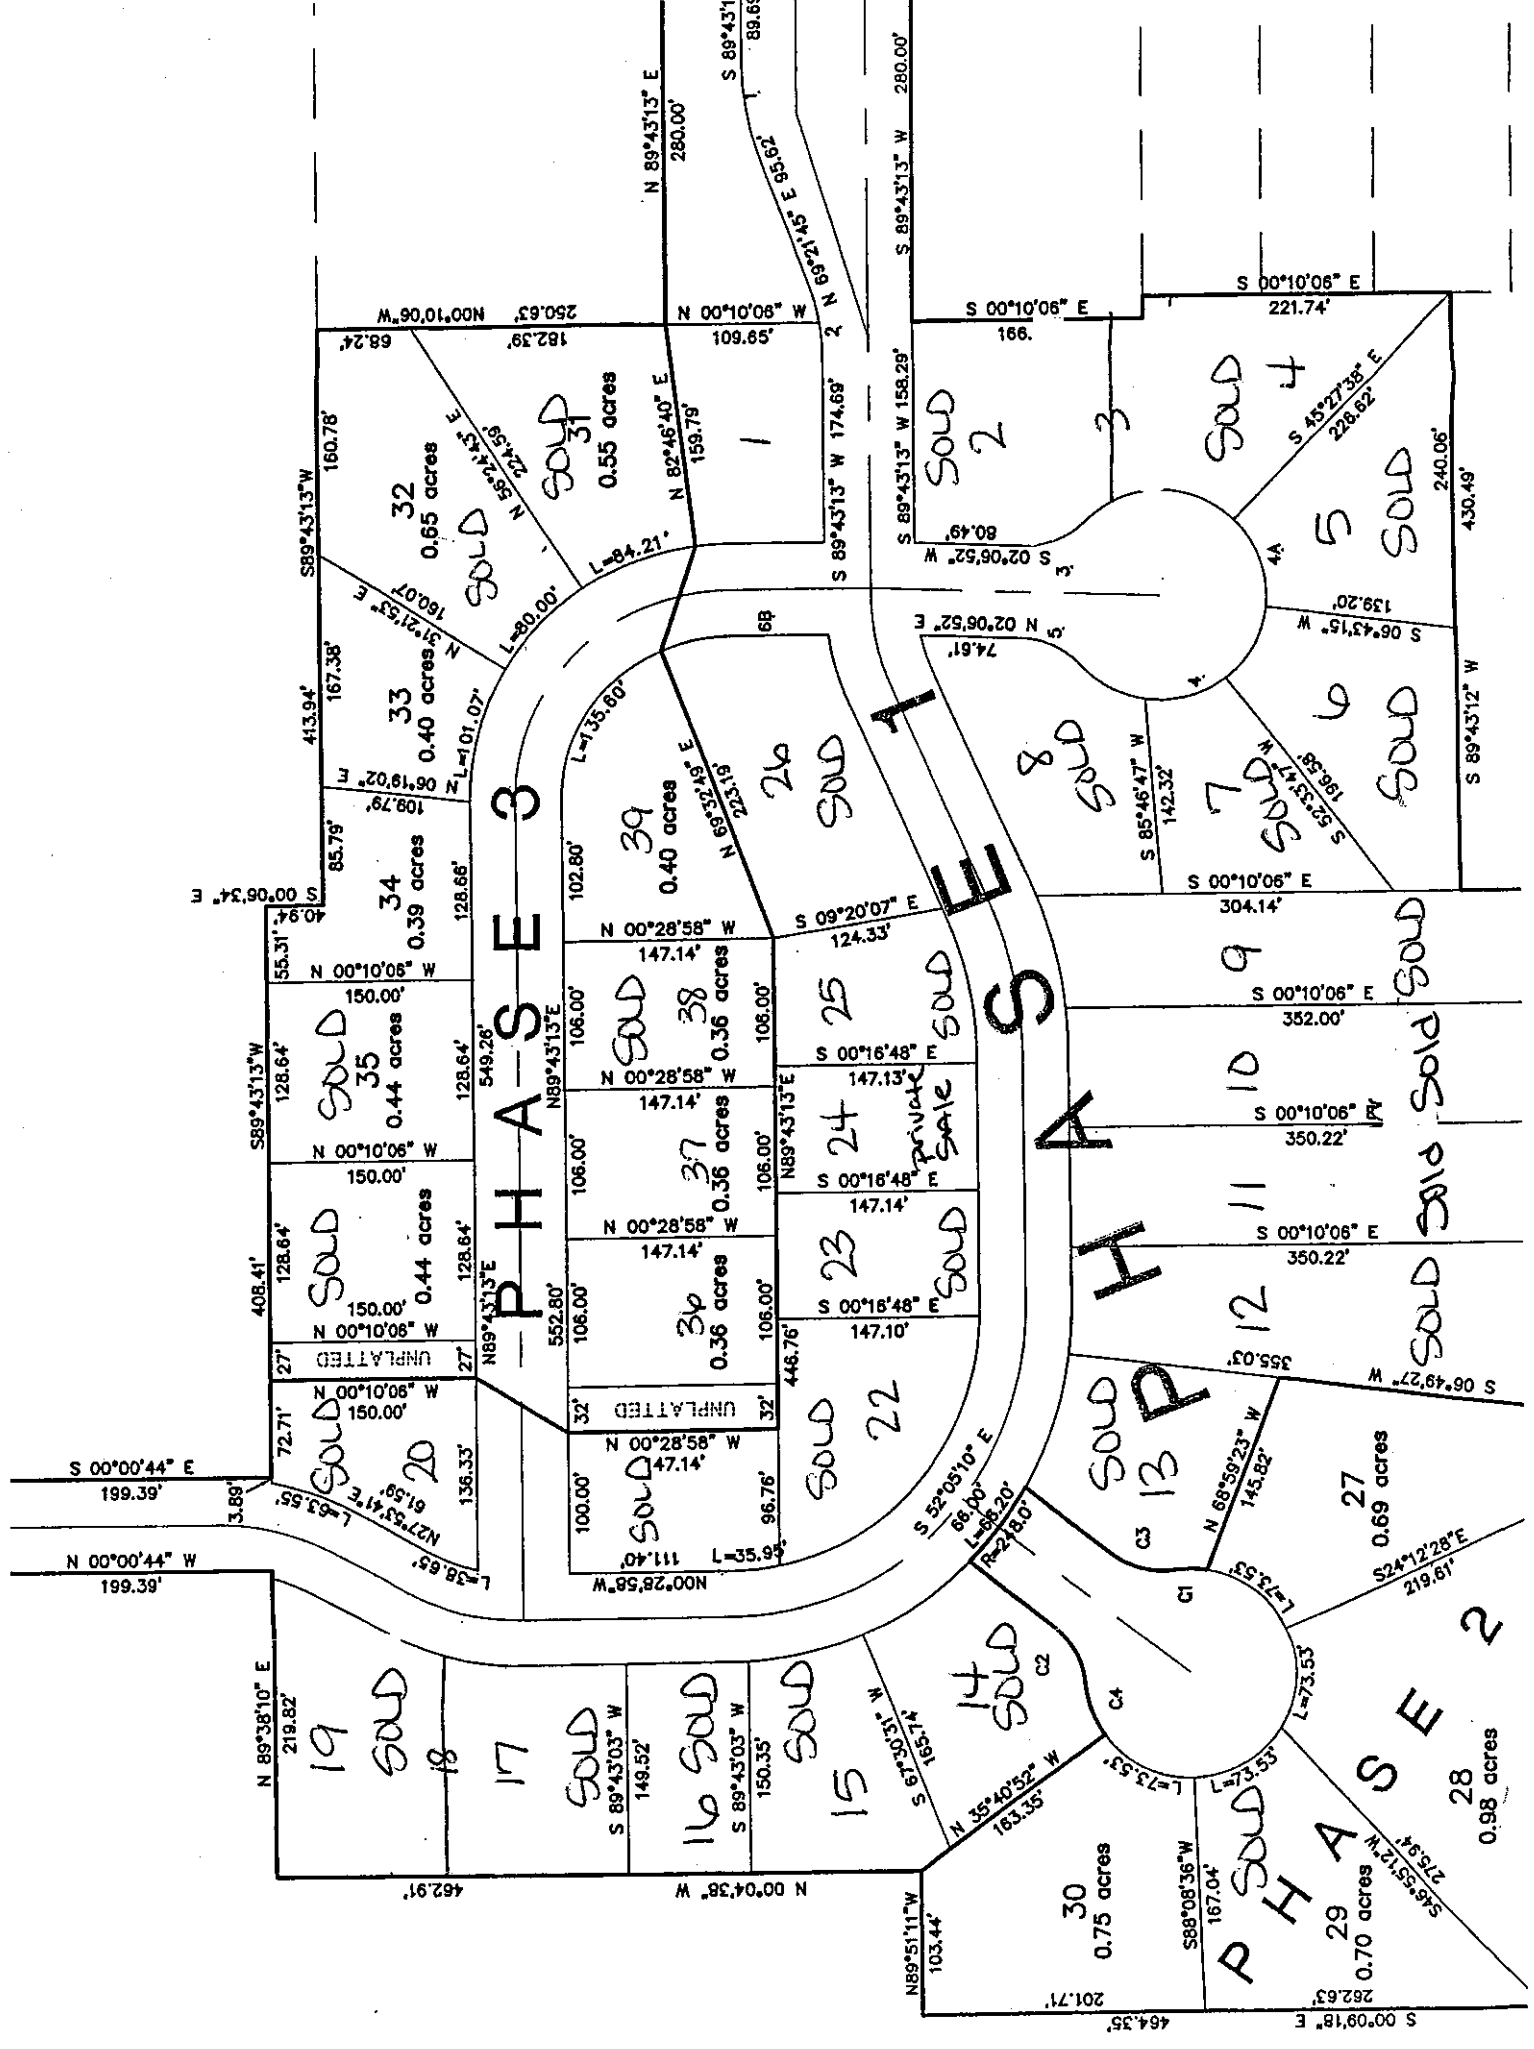 S 89°43'1
89.69
N 89°43'13" E
280.00'
N 69°21'45" E 95.62'
S 89°43'13" W 280.00'
S 00°10'06" E
221.74'
N00°10'06"W 250.63'
68.24'
182.39'
N 00°10'06" W
109.65'
2
S 00°10'06" E
166.
S89°43'13"W
160.78'
32
0.65 acres
SOLD
N 56°24'43" E
224.59'
SOLD
31
0.55 acres
N 82°46'40" E
159.79'
1
S 89°43'13" W 174.69'
S 89°43'13" W 158.29'
SOLD
2
3
SOLD
4
S 45°27'38" E
226.62'
5
SOLD
240.06'
430.49'
4A
L=84.21'
L=80.00'
S 02°06'52" W
80.49'
3.
N 31°21'53" E
160.07'
413.94'
167.38'
33
0.40 acres
L=101.07'
N 06°19'02" E
109.79'
L=135.60'
6B
N 02°06'52" E
74.61'
5.
4.
S 06°43'15" W
139.20'
6
SOLD
S 89°43'12" W
S 52°33'47" W
196.58'
7
SOLD
8
SOLD
S 85°46'47" W
142.32'
26
SOLD
N 69°32'49" E
223.19'
39
0.40 acres
102.80'
S 00°06'34" E
40.94'
85.79'
34
0.39 acres
128.66'
55.31'
N 00°10'06" W
150.00'
N 00°28'58" W
147.14'
S 09°20'07" E
124.33'
S 00°10'06" E
304.14'
9
SOLD
S89°43'13"W
128.64'
SOLD
35
0.44 acres
128.64'
549.26'
N89°43'13"E
106.00'
SOLD
38
0.36 acres
106.00'
25
SOLD
S 00°16'48" E
147.13'
S 00°10'06" E
352.00'
10
Sold
N 00°10'06" W
150.00'
N 00°28'58" W
147.14'
106.00'
37
0.36 acres
106.00'
N89°43'13"E
24
private
SALE
S 00°16'48" E
147.14'
S 00°10'06" E
350.22'
11
Sold
408.41'
128.64'
SOLD
0.44 acres
128.64'
150.00'
N 00°10'06" W
N89°43'13"E
N 00°28'58" W
147.14'
552.80'
106.00'
36
0.36 acres
106.00'
23
SOLD
S 00°16'48" E
147.10'
S 00°10'06" E
350.22'
12
SOLD
PHASE 3
PHASE 1
27'
UNPLATTED
27'
32'
UNPLATTED
32'
446.76'
S 06°49'27" W
355.03'
72.71'
N 00°10'06" W
150.00'
SOLD
20
136.33'
N27°53'41"E
61.59'
L=63.55'
L=38.65'
3.89'
S 00°00'44" E
199.39'
N 00°00'44" W
199.39'
N 00°28'58" W
147.14'
100.00'
SOLD
96.76'
111.40'
L=35.95'
N00°28'58"W
SOLD
22
S 52°05'10" E
66.00'
L=68.20'
R=248.0'
SOLD
13
C3
C1
N 68°59'23" W
145.82'
L=73.53'
27
0.69 acres
S24°12'28"E
219.61'
N 89°38'10" E
219.82'
19
SOLD
18
17
SOLD
S 89°43'03" W
149.52'
16 SOLD
S 89°43'03" W
150.35'
SOLD
15
S 67°30'31" W
165.74'
14
SOLD
C2
C4
N 35°40'52" W
163.35'
L=73.53'
L=73.53'
L=73.53'
462.91'
N 00°04'38" W
N89°51'11"W
103.44'
30
0.75 acres
S88°08'36"W
167.04'
SOLD
29
0.70 acres
S46°55'12"W
275.94'
28
0.98 acres
PHASE 2
201.71'
464.35'
262.63'
S 00°09'18" E